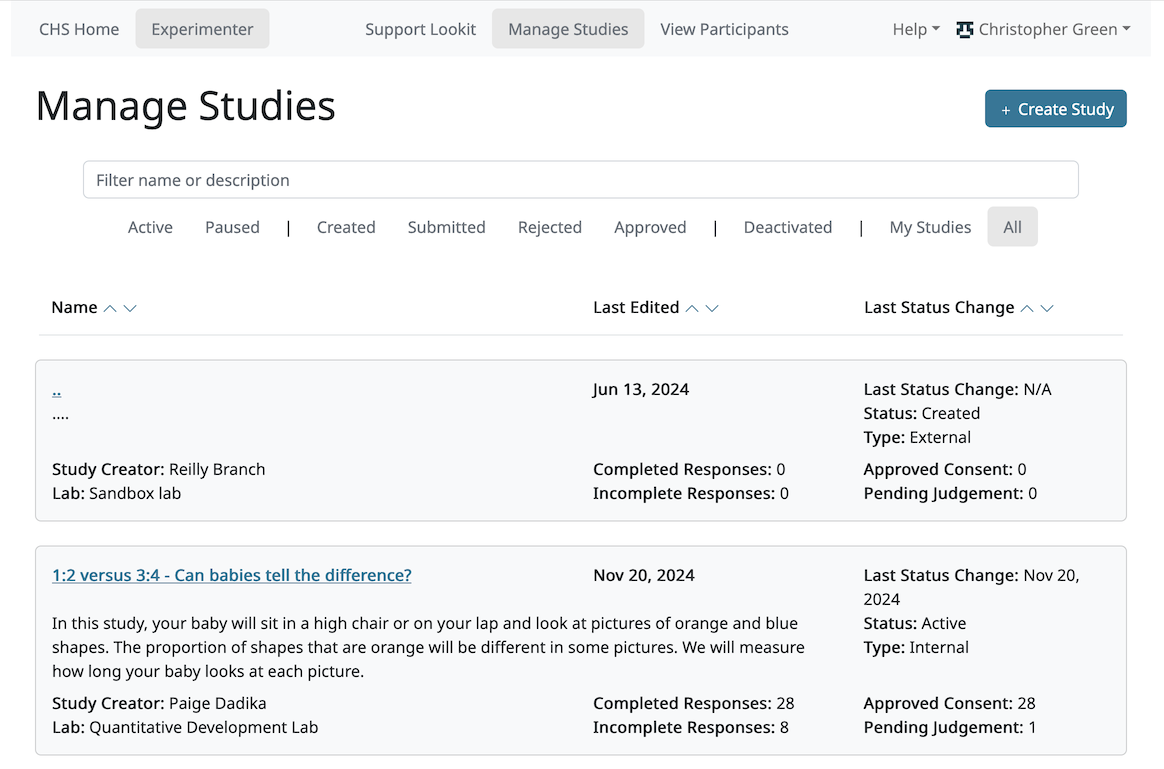 CHS Home Experimenter Support Lookit Manage Studies View Participants Help Christopher Green
Manage Studies
+ Create Study
Filter name or description
Active Paused | Created Submitted Rejected Approved | Deactivated | My Studies All
Name Last Edited Last Status Change
.. Jun 13, 2024 Last Status Change: N/A
.... Status: Created
Type: External
Study Creator: Reilly Branch Completed Responses: 0 Approved Consent: 0
Lab: Sandbox lab Incomplete Responses: 0 Pending Judgement: 0
1:2 versus 3:4 - Can babies tell the difference? Nov 20, 2024 Last Status Change: Nov 20,
2024
In this study, your baby will sit in a high chair or on your lap and look at pictures of orange and blue Status: Active
shapes. The proportion of shapes that are orange will be different in some pictures. We will measure Type: Internal
how long your baby looks at each picture.
Study Creator: Paige Dadika Completed Responses: 28 Approved Consent: 28
Lab: Quantitative Development Lab Incomplete Responses: 8 Pending Judgement: 1